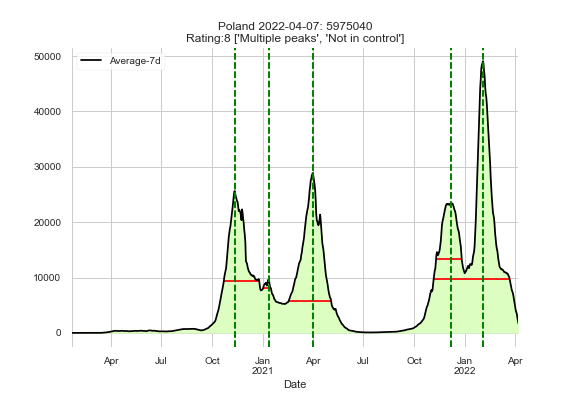 Poland 2022-04-07: 5975040
Rating:8 ['Multiple peaks', 'Not in control']
Average-7d
50000
40000
30000
20000
10000
0
Apr Jul Oct Jan Apr Jul Oct Jan Apr
2021 2022
Date